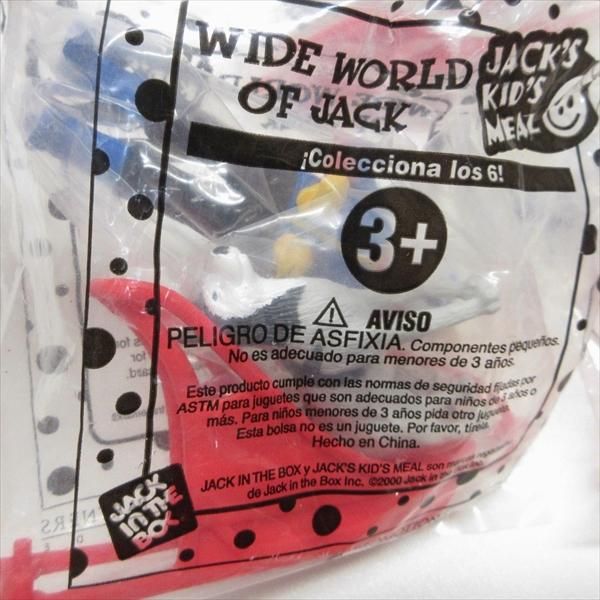 WIDE WORLD
OF JACK
JACK'S
KID'S
MEAL
¡Colecciona los 6!
3+
AVISO
PELIGRO DE ASFIXIA. Componentes pequeños.
No es adecuado para menores de 3 años.
Este producto cumple con las normas de seguridad fijadas por
ASTM para juguetes que son adecuados para niños de 3 años o
más. Para niños menores de 3 años pida otro juguete.
Esta bolsa no es un juguete. Por favor, tírela.
Hecho en China.
JACK IN THE BOX y JACK'S KID'S MEAL son
de Jack in the Box Inc. ©2000 Jack in the Box Inc.
JACK
IN THE
BOX